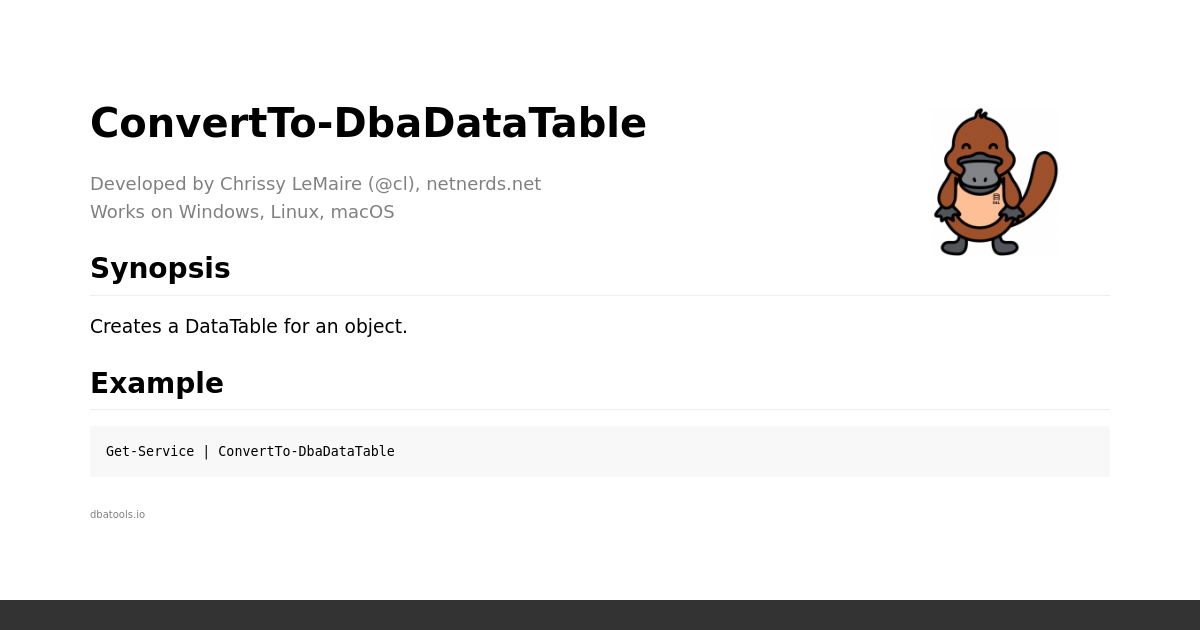 ConvertTo-DbaDataTable
Developed by Chrissy LeMaire (@cl), netnerds.net
Works on Windows, Linux, macOS
Synopsis
Creates a DataTable for an object.
Example
Get-Service | ConvertTo-DbaDataTable
dbatools.io